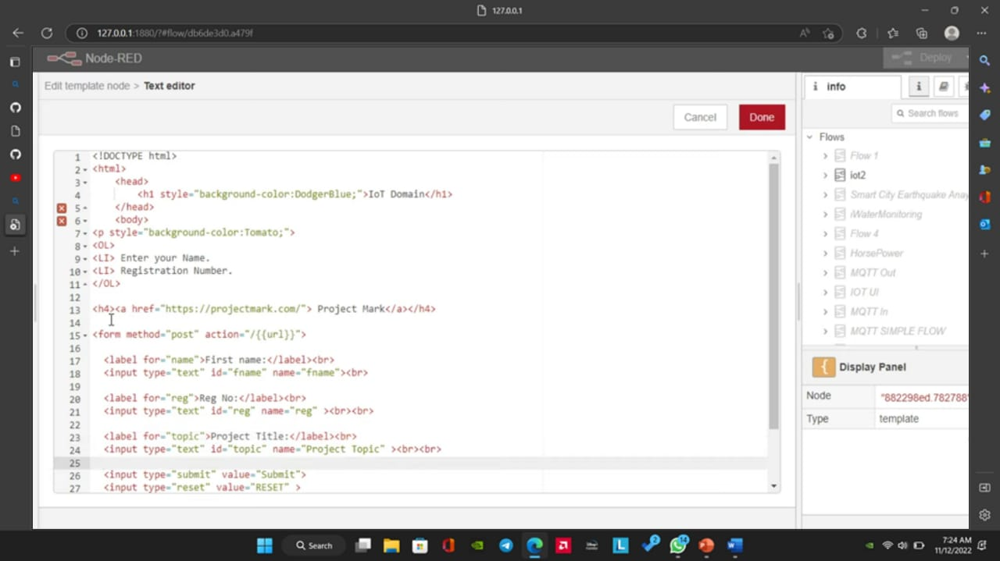 127.0.0.1
127.0.0.1:1880/?#flow/db6de3d0.a479f
Node-RED
Deploy
Edit template node > Text editor
Cancel
Done
1 <!DOCTYPE html>
2 <html>
3 <head>
4 <h1 style="background-color:DodgerBlue;">IoT Domain</h1>
5 </head>
6 <body>
7 <p style="background-color:Tomato;">
8 <OL>
9 <LI> Enter your Name.
10 <LI> Registration Number.
11 </OL>
12
13 <h4><a href="https://projectmark.com/"> Project Mark</a></h4>
14
15 <form method="post" action="/{{url}}">
16
17 <label for="name">First name:</label><br>
18 <input type="text" id="fname" name="fname"><br>
19
20 <label for="reg">Reg No:</label><br>
21 <input type="text" id="reg" name="reg" ><br><br>
22
23 <label for="topic">Project Title:</label><br>
24 <input type="text" id="topic" name="Project Topic" ><br><br>
25
26 <input type="submit" value="Submit">
27 <input type="reset" value="RESET" >
i info
i
Search flows
Flows
Flow 1
iot2
Smart City Earthquake Anay
iWaterMonitoring
Flow 4
HorsePower
MQTT Out
IOT UI
MQTT In
MQTT SIMPLE FLOW
Display Panel
Node "882298ed.782788"
Type template
Search
2
14
7:24 AM
11/12/2022